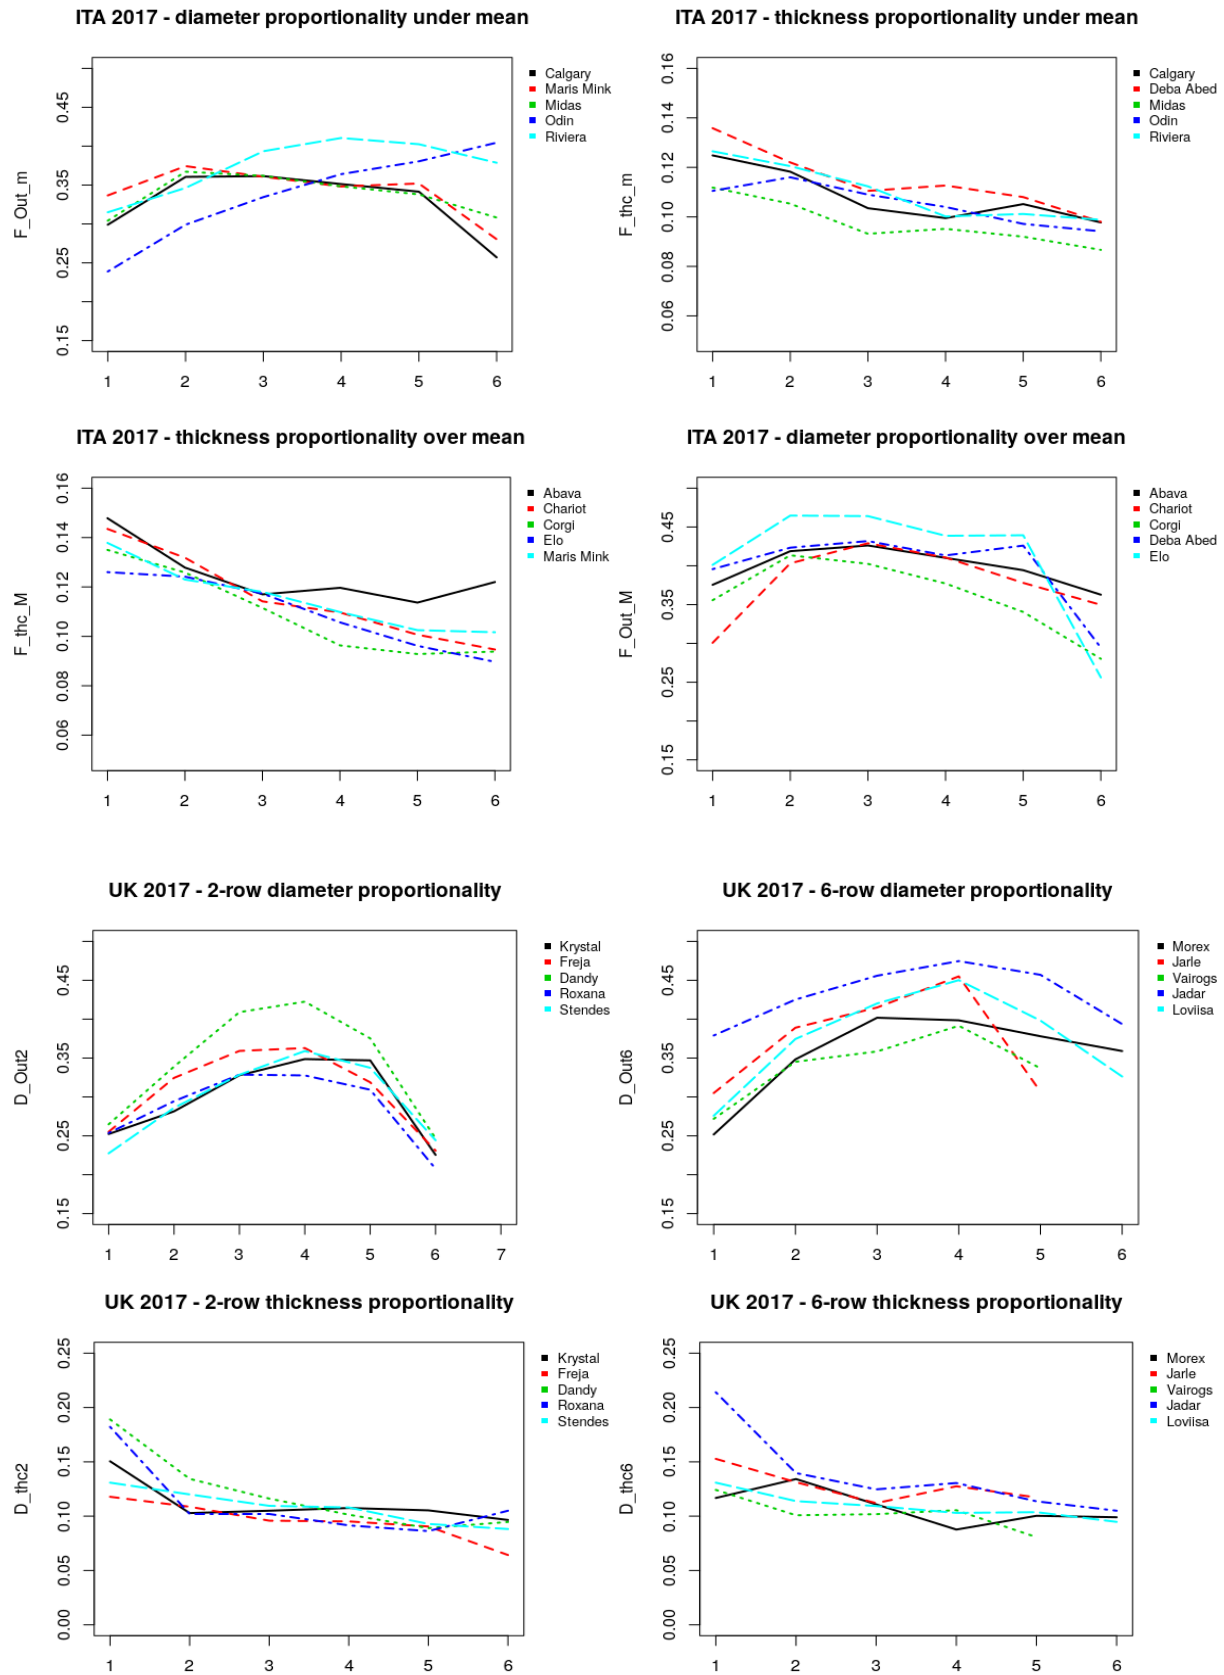 ITA 2017 - diameter proportionality under mean
F_Out_m
0.15 0.25 0.35 0.45
1 2 3 4 5 6
Calgary
Maris Mink
Midas
Odin
Riviera
ITA 2017 - thickness proportionality under mean
F_thc_m
0.06 0.08 0.10 0.12 0.14 0.16
1 2 3 4 5 6
Calgary
Deba Abed
Midas
Odin
Riviera
ITA 2017 - thickness proportionality over mean
F_thc_M
0.06 0.08 0.10 0.12 0.14 0.16
1 2 3 4 5 6
Abava
Chariot
Corgi
Elo
Maris Mink
ITA 2017 - diameter proportionality over mean
F_Out_M
0.15 0.25 0.35 0.45
1 2 3 4 5 6
Abava
Chariot
Corgi
Deba Abed
Elo
UK 2017 - 2-row diameter proportionality
D_Out2
0.15 0.25 0.35 0.45
1 2 3 4 5 6 7
Krystal
Freja
Dandy
Roxana
Stendes
UK 2017 - 6-row diameter proportionality
D_Out6
0.15 0.25 0.35 0.45
1 2 3 4 5 6
Morex
Jarle
Vairogs
Jadar
Loviisa
UK 2017 - 2-row thickness proportionality
D_thc2
0.00 0.05 0.10 0.15 0.20 0.25
1 2 3 4 5 6
Krystal
Freja
Dandy
Roxana
Stendes
UK 2017 - 6-row thickness proportionality
D_thc6
0.00 0.05 0.10 0.15 0.20 0.25
1 2 3 4 5 6
Morex
Jarle
Vairogs
Jadar
Loviisa